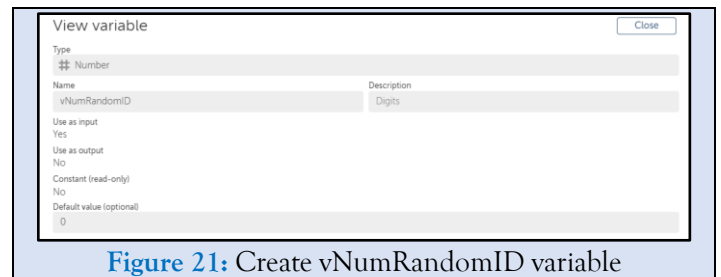 View variable Close
Type
# Number
Name Description
vNumRandomID Digits
Use as input
Yes
Use as output
No
Constant (read-only)
No
Default value (optional)
0
Figure 21: Create vNumRandomID variable